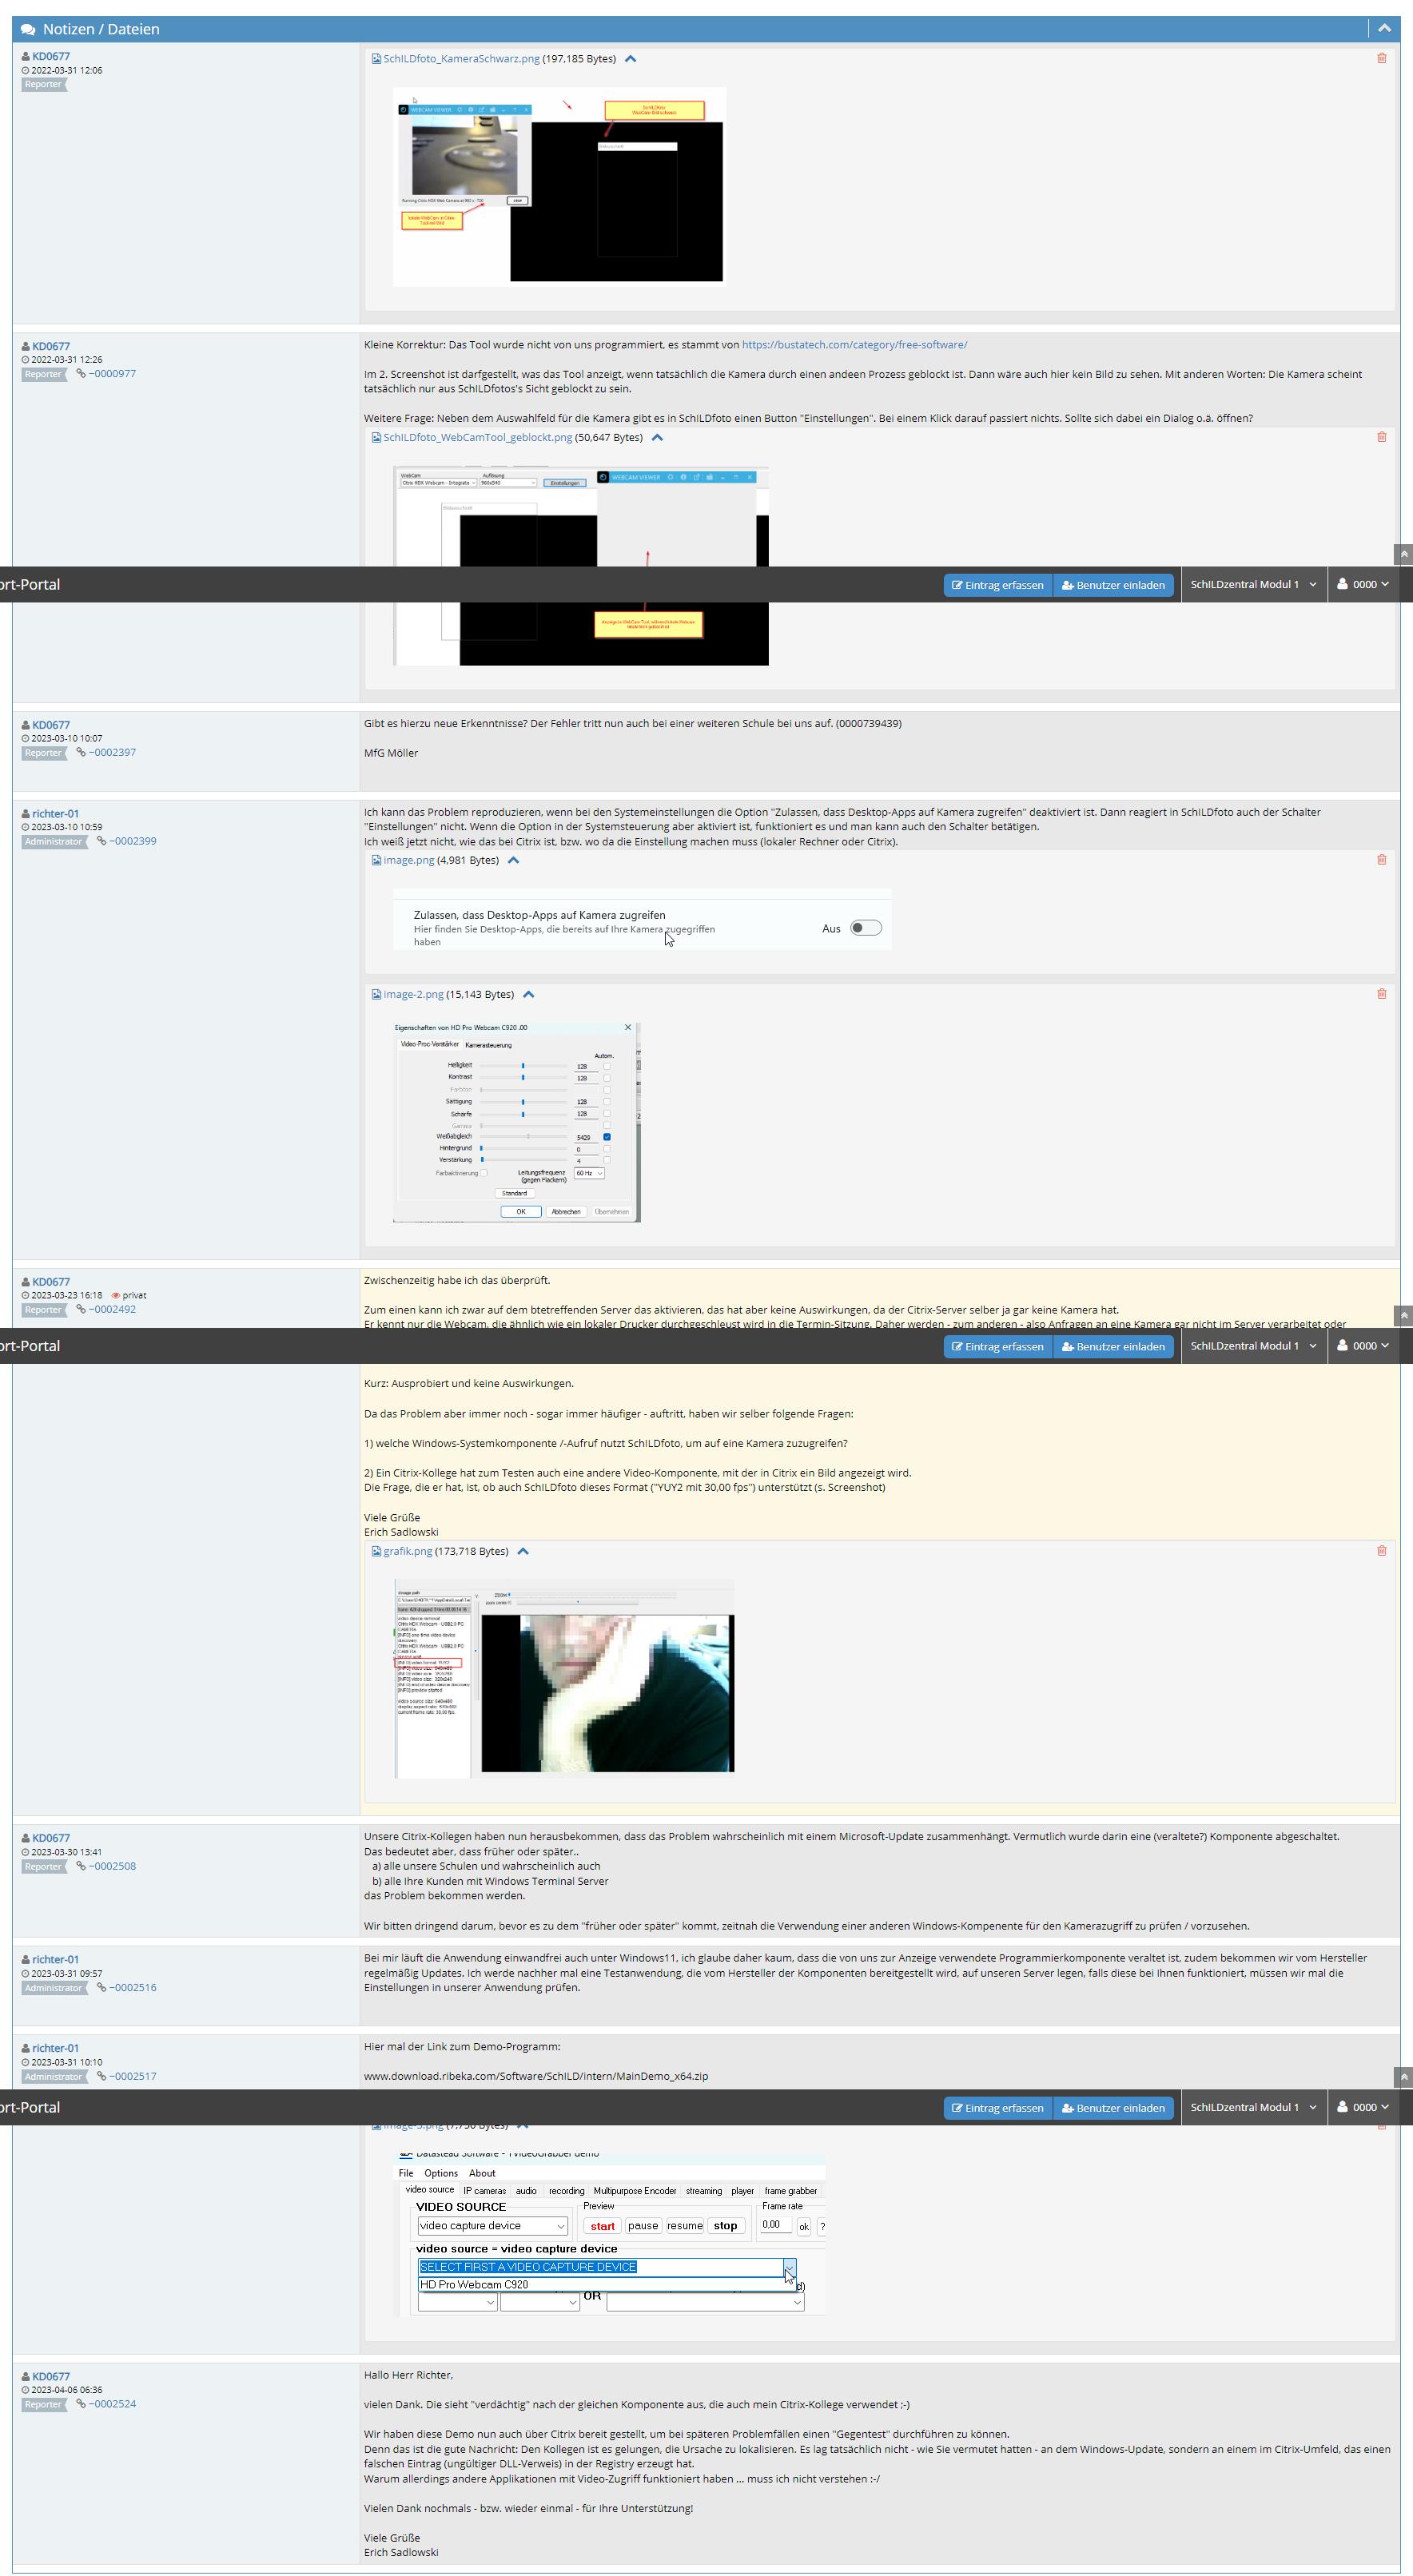 Notizen / Dateien
KD0677
2022-03-31 12:06
Reporter
SchILDfoto_KameraSchwarz.png (197,185 Bytes)
WEBCAM VIEWER
Running Citrix HDX Web Camera at 960 x 720
KD0677
2022-03-31 12:26
Reporter ~0000977
Kleine Korrektur: Das Tool wurde nicht von uns programmiert, es stammt von https://bustatech.com/category/free-software/
Im 2. Screenshot ist darfgestellt, was das Tool anzeigt, wenn tatsächlich die Kamera durch einen andeen Prozess geblockt ist. Dann wäre auch hier kein Bild zu sehen. Mit anderen Worten: Die Kamera scheint
tatsächlich nur aus SchILDfotos's Sicht geblockt zu sein.
Weitere Frage: Neben dem Auswahlfeld für die Kamera gibt es in SchILDfoto einen Button "Einstellungen". Bei einem Klick darauf passiert nichts. Sollte sich dabei ein Dialog o.ä. öffnen?
SchILDfoto_WebCamTool_geblockt.png (50,647 Bytes)
WebCam Auflösung
Citrix HDX Webcam - Integrate 960x540 Einstellungen
WEBCAM VIEWER
ort-Portal Eintrag erfassen Benutzer einladen SchILDzentral Modul 1 0000
KD0677
2023-03-10 10:07
Reporter ~0002397
Gibt es hierzu neue Erkenntnisse? Der Fehler tritt nun auch bei einer weiteren Schule bei uns auf. (0000739439)
MfG Möller
richter-01
2023-03-10 10:59
Administrator ~0002399
Ich kann das Problem reproduzieren, wenn bei den Systemeinstellungen die Option "Zulassen, dass Desktop-Apps auf Kamera zugreifen" deaktiviert ist. Dann reagiert in SchILDfoto auch der Schalter
"Einstellungen" nicht. Wenn die Option in der Systemsteuerung aber aktiviert ist, funktioniert es und man kann auch den Schalter betätigen.
Ich weiß jetzt nicht, wie das bei Citrix ist, bzw. wo da die Einstellung machen muss (lokaler Rechner oder Citrix).
image.png (4,981 Bytes)
Zulassen, dass Desktop-Apps auf Kamera zugreifen
Hier finden Sie Desktop-Apps, die bereits auf Ihre Kamera zugegriffen
haben
Aus
image-2.png (15,143 Bytes)
Eigenschaften von HD Pro Webcam C920 .00
Video-Proc-Verstärker Kamerasteuerung
Autom.
Helligkeit 128
Kontrast 128
Farbton
Sättigung 128
Schärfe 128
Gamma
Weißabgleich 5429
Hintergrund 0
Verstärkung 4
Farbaktivierung Leitungsfrequenz 60 Hz
(gegen Flackern)
Standard
OK Abbrechen Übernehmen
KD0677
2023-03-23 16:18 privat
Reporter ~0002492
Zwischenzeitig habe ich das überprüft.
Zum einen kann ich zwar auf dem btetreffenden Server das aktivieren, das hat aber keine Auswirkungen, da der Citrix-Server selber ja gar keine Kamera hat.
Er kennt nur die Webcam, die ähnlich wie ein lokaler Drucker durchgeschleust wird in die Termin-Sitzung. Daher werden - zum anderen - also Anfragen an eine Kamera gar nicht im Server verarbeitet oder
ort-Portal Eintrag erfassen Benutzer einladen SchILDzentral Modul 1 0000
Kurz: Ausprobiert und keine Auswirkungen.
Da das Problem aber immer noch - sogar immer häufiger - auftritt, haben wir selber folgende Fragen:
1) welche Windows-Systemkomponente /-Aufruf nutzt SchILDfoto, um auf eine Kamera zuzugreifen?
2) Ein Citrix-Kollege hat zum Testen auch eine andere Video-Komponente, mit der in Citrix ein Bild angezeigt wird.
Die Frage, die er hat, ist, ob auch SchILDfoto dieses Format ("YUY2 mit 30,00 fps") unterstützt (s. Screenshot)
Viele Grüße
Erich Sadlowski
grafik.png (173,718 Bytes)
KD0677
2023-03-30 13:41
Reporter ~0002508
Unsere Citrix-Kollegen haben nun herausbekommen, dass das Problem wahrscheinlich mit einem Microsoft-Update zusammenhängt. Vermutlich wurde darin eine (veraltete?) Komponente abgeschaltet.
Das bedeutet aber, dass früher oder später..
a) alle unsere Schulen und wahrscheinlich auch
b) alle Ihre Kunden mit Windows Terminal Server
das Problem bekommen werden.
Wir bitten dringend darum, bevor es zu dem "früher oder später" kommt, zeitnah die Verwendung einer anderen Windows-Kompenente für den Kamerazugriff zu prüfen / vorzusehen.
richter-01
2023-03-31 09:57
Administrator ~0002516
Bei mir läuft die Anwendung einwandfrei auch unter Windows11, ich glaube daher kaum, dass die von uns zur Anzeige verwendete Programmierkomponente veraltet ist, zudem bekommen wir vom Hersteller
regelmäßig Updates. Ich werde nachher mal eine Testanwendung, die vom Hersteller der Komponenten bereitgestellt wird, auf unseren Server legen, falls diese bei Ihnen funktioniert, müssen wir mal die
Einstellungen in unserer Anwendung prüfen.
richter-01
2023-03-31 10:10
Administrator ~0002517
Hier mal der Link zum Demo-Programm:
www.download.ribeka.com/Software/SchILD/intern/MainDemo_x64.zip
ort-Portal Eintrag erfassen Benutzer einladen SchILDzentral Modul 1 0000
Datastead Software - TVideoGrabber demo
File Options About
video source IP cameras audio recording Multipurpose Encoder streaming player frame grabber
VIDEO SOURCE Preview Frame rate
video capture device start pause resume stop 0,00 ok ?
video source = video capture device
SELECT FIRST A VIDEO CAPTURE DEVICE
HD Pro Webcam C920
OR
KD0677
2023-04-06 06:36
Reporter ~0002524
Hallo Herr Richter,
vielen Dank. Die sieht "verdächtig" nach der gleichen Komponente aus, die auch mein Citrix-Kollege verwendet :-)
Wir haben diese Demo nun auch über Citrix bereit gestellt, um bei späteren Problemfällen einen "Gegentest" durchführen zu können.
Denn das ist die gute Nachricht: Den Kollegen ist es gelungen, die Ursache zu lokalisieren. Es lag tatsächlich nicht - wie Sie vermutet hatten - an dem Windows-Update, sondern an einem im Citrix-Umfeld, das einen
falschen Eintrag (ungültiger DLL-Verweis) in der Registry erzeugt hat.
Warum allerdings andere Applikationen mit Video-Zugriff funktioniert haben ... muss ich nicht verstehen :-/
Vielen Dank nochmals - bzw. wieder einmal - für Ihre Unterstützung!
Viele Grüße
Erich Sadlowski